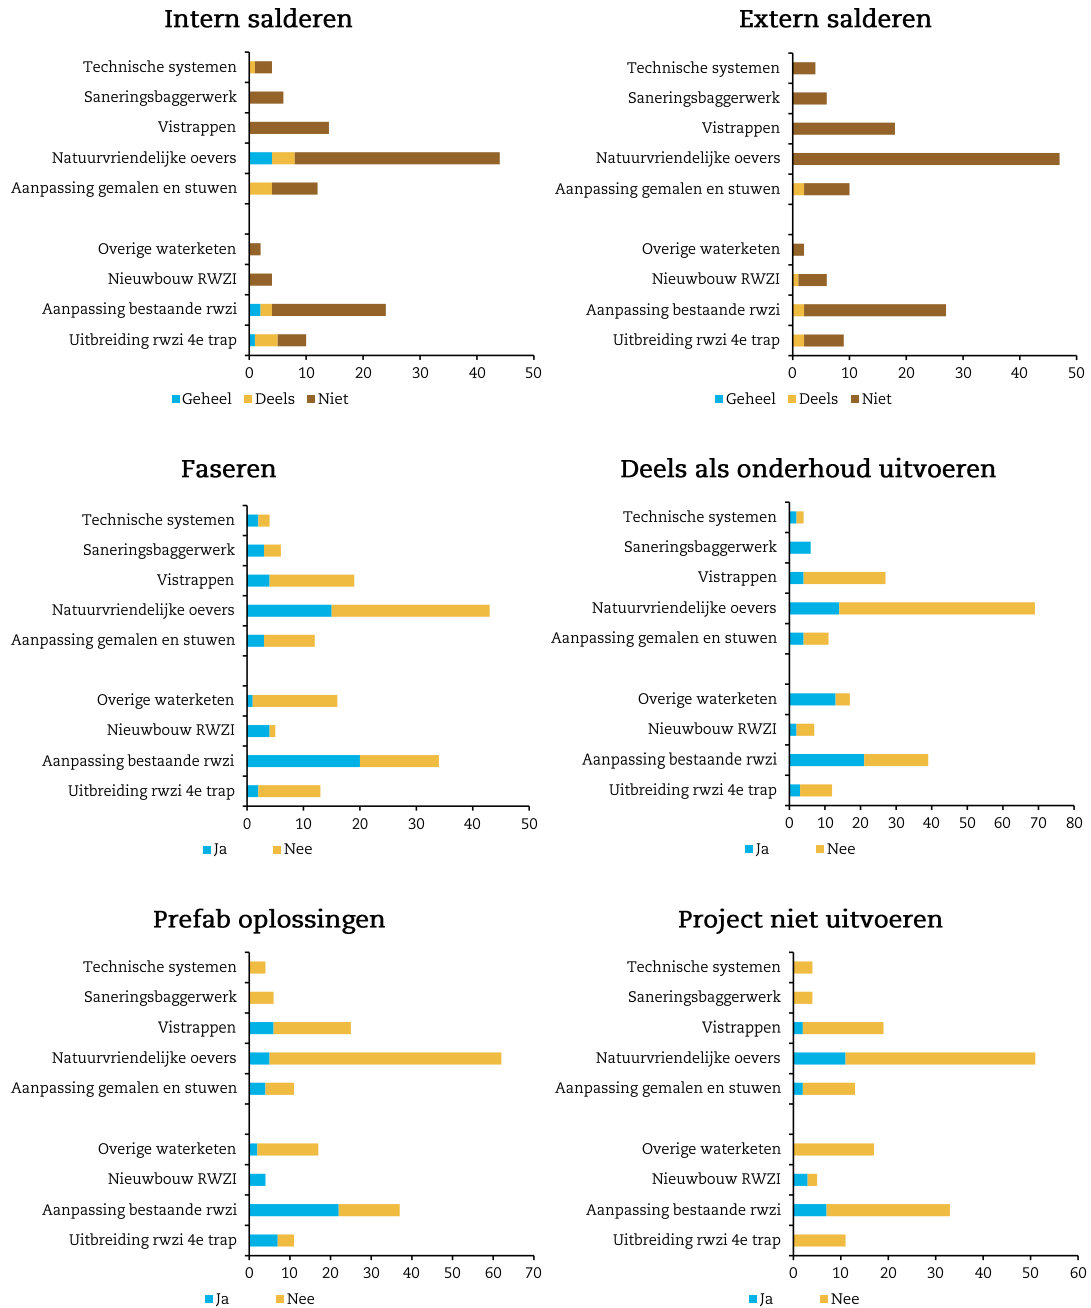 Intern salderen
Technische systemen
Saneringsbaggerwerk
Vistrappen
Natuurvriendelijke oevers
Aanpassing gemalen en stuwen
Overige waterketen
Nieuwbouw RWZI
Aanpassing bestaande rwzi
Uitbreiding rwzi 4e trap
0 10 20 30 40 50
Geheel Deels Niet
Extern salderen
Technische systemen
Saneringsbaggerwerk
Vistrappen
Natuurvriendelijke oevers
Aanpassing gemalen en stuwen
Overige waterketen
Nieuwbouw RWZI
Aanpassing bestaande rwzi
Uitbreiding rwzi 4e trap
0 10 20 30 40 50
Geheel Deels Niet
Faseren
Technische systemen
Saneringsbaggerwerk
Vistrappen
Natuurvriendelijke oevers
Aanpassing gemalen en stuwen
Overige waterketen
Nieuwbouw RWZI
Aanpassing bestaande rwzi
Uitbreiding rwzi 4e trap
0 10 20 30 40 50
Ja Nee
Deels als onderhoud uitvoeren
Technische systemen
Saneringsbaggerwerk
Vistrappen
Natuurvriendelijke oevers
Aanpassing gemalen en stuwen
Overige waterketen
Nieuwbouw RWZI
Aanpassing bestaande rwzi
Uitbreiding rwzi 4e trap
0 10 20 30 40 50 60 70 80
Ja Nee
Prefab oplossingen
Technische systemen
Saneringsbaggerwerk
Vistrappen
Natuurvriendelijke oevers
Aanpassing gemalen en stuwen
Overige waterketen
Nieuwbouw RWZI
Aanpassing bestaande rwzi
Uitbreiding rwzi 4e trap
0 10 20 30 40 50 60 70
Ja Nee
Project niet uitvoeren
Technische systemen
Saneringsbaggerwerk
Vistrappen
Natuurvriendelijke oevers
Aanpassing gemalen en stuwen
Overige waterketen
Nieuwbouw RWZI
Aanpassing bestaande rwzi
Uitbreiding rwzi 4e trap
0 10 20 30 40 50 60
Ja Nee